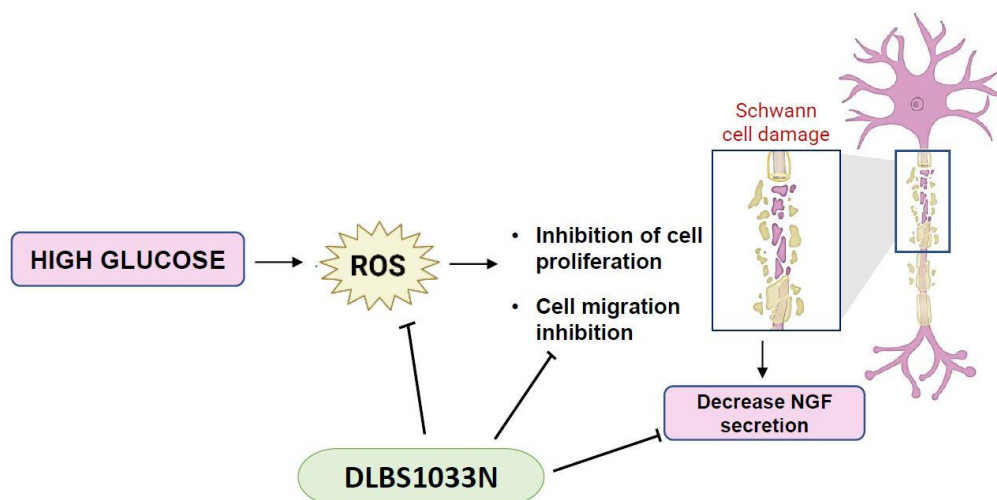 Schwann
cell damage
HIGH GLUCOSE
ROS
• Inhibition of cell
proliferation
• Cell migration
inhibition
Decrease NGF
secretion
DLBS1033N